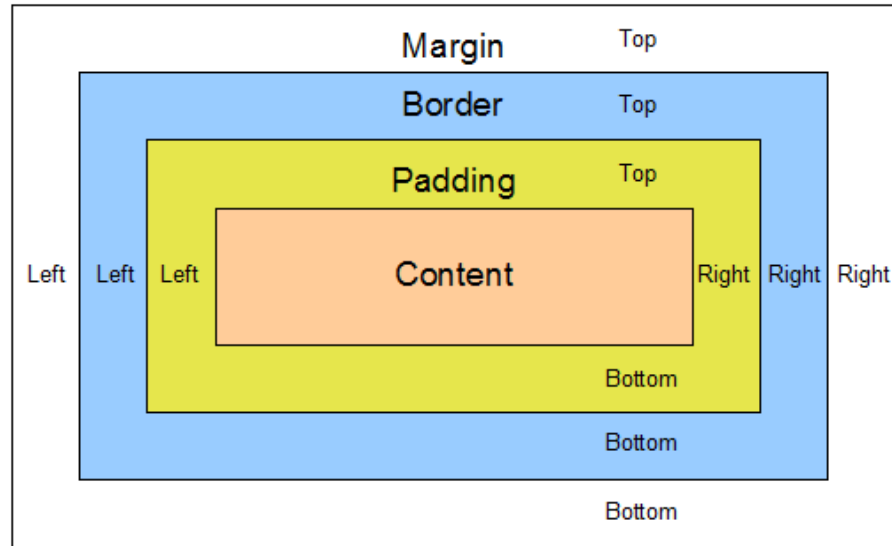 Margin Top
Border Top
Padding Top
Left Left Left Content Right Right Right
Bottom
Bottom
Bottom